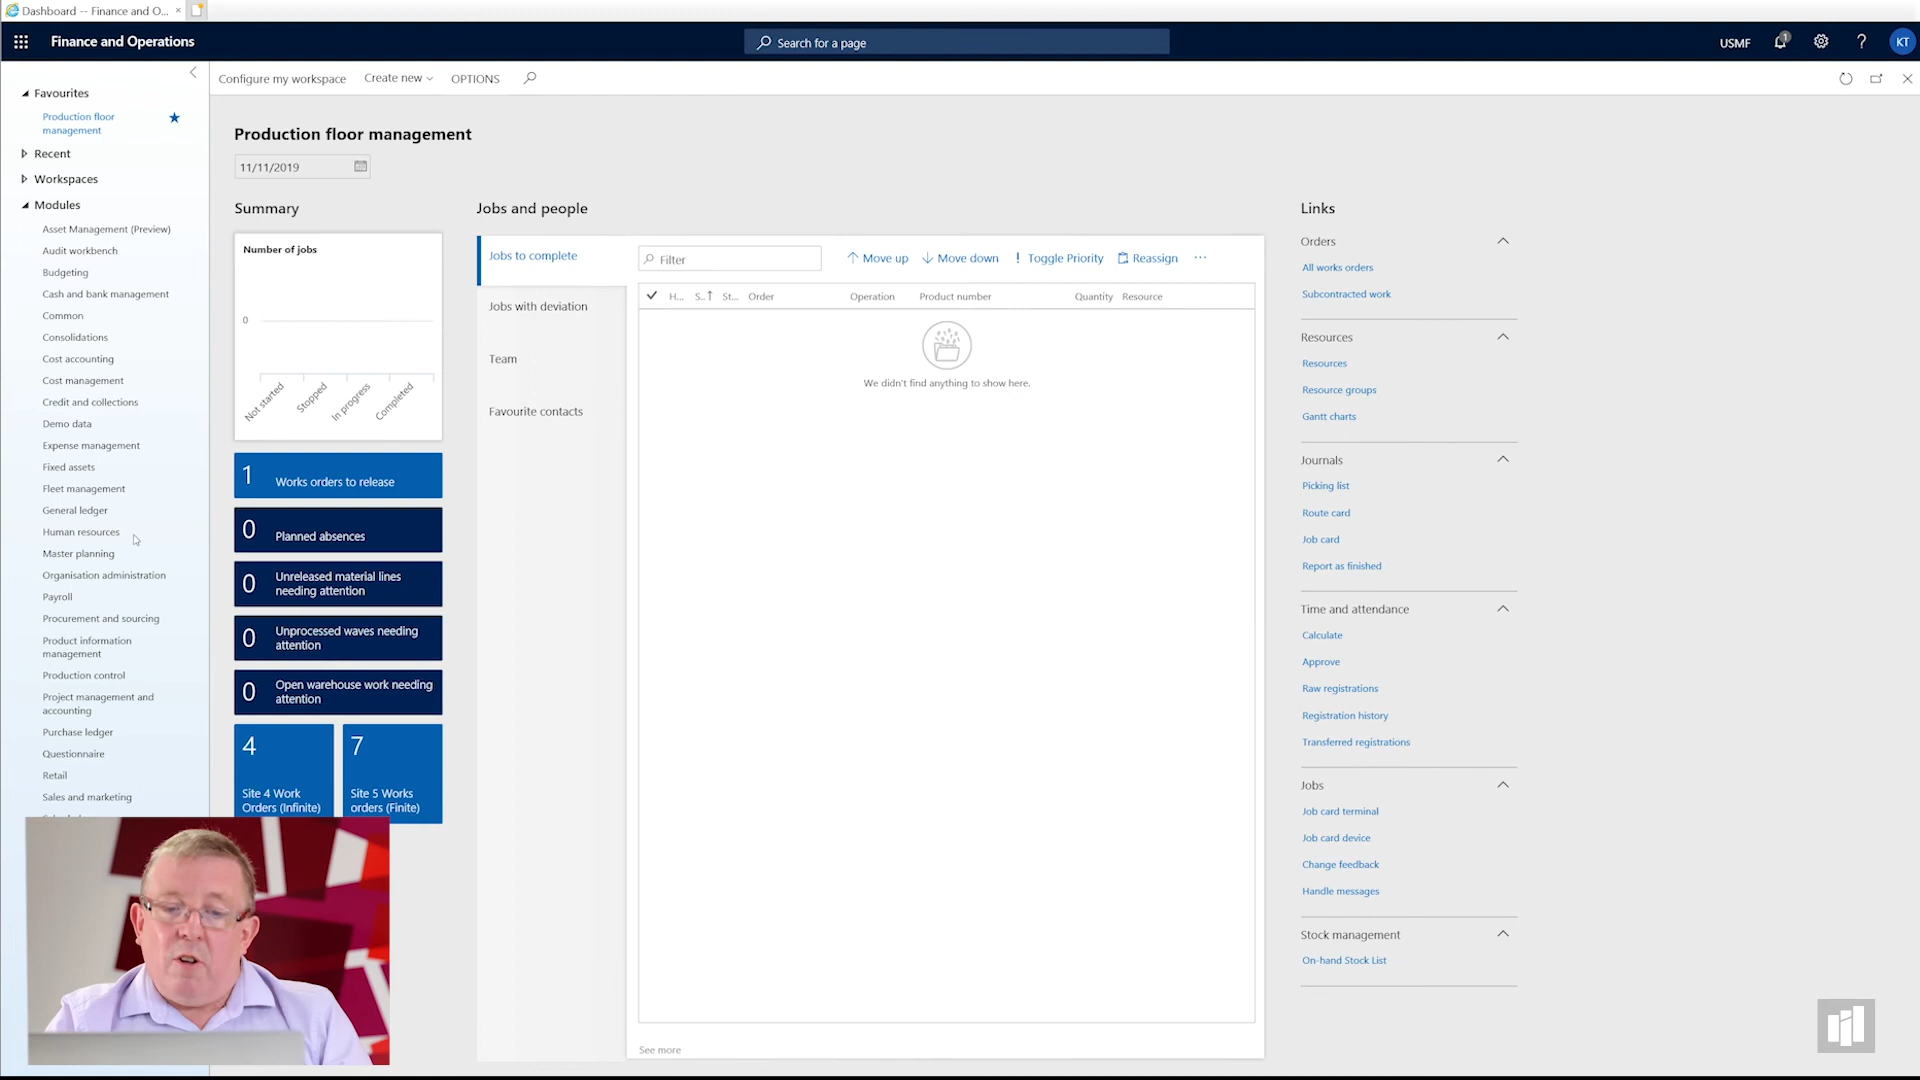 Dashboard -- Finance and O...
Finance and Operations
Search for a page
USMF
1
?
KT
Configure my workspace
Create new
OPTIONS
Favourites
Production floor
management
Recent
Workspaces
Modules
Asset Management (Preview)
Audit workbench
Budgeting
Cash and bank management
Common
Consolidations
Cost accounting
Cost management
Credit and collections
Demo data
Expense management
Fixed assets
Fleet management
General ledger
Human resources
Master planning
Organisation administration
Payroll
Procurement and sourcing
Product information
management
Production control
Project management and
accounting
Purchase ledger
Questionnaire
Retail
Sales and marketing
Production floor management
11/11/2019
Summary
Number of jobs
0
Not started
Stopped
In progress
Completed
1 Works orders to release
0 Planned absences
0 Unreleased material lines
needing attention
0 Unprocessed waves needing
attention
0 Open warehouse work needing
attention
4
Site 4 Work
Orders (Infinite)
7
Site 5 Works
orders (Finite)
Jobs and people
Jobs to complete
Jobs with deviation
Team
Favourite contacts
Filter
Move up
Move down
! Toggle Priority
Reassign
...
H... S..↑ St... Order Operation Product number Quantity Resource
We didn't find anything to show here.
See more
Links
Orders
All works orders
Subcontracted work
Resources
Resources
Resource groups
Gantt charts
Journals
Picking list
Route card
Job card
Report as finished
Time and attendance
Calculate
Approve
Raw registrations
Registration history
Transferred registrations
Jobs
Job card terminal
Job card device
Change feedback
Handle messages
Stock management
On-hand Stock List